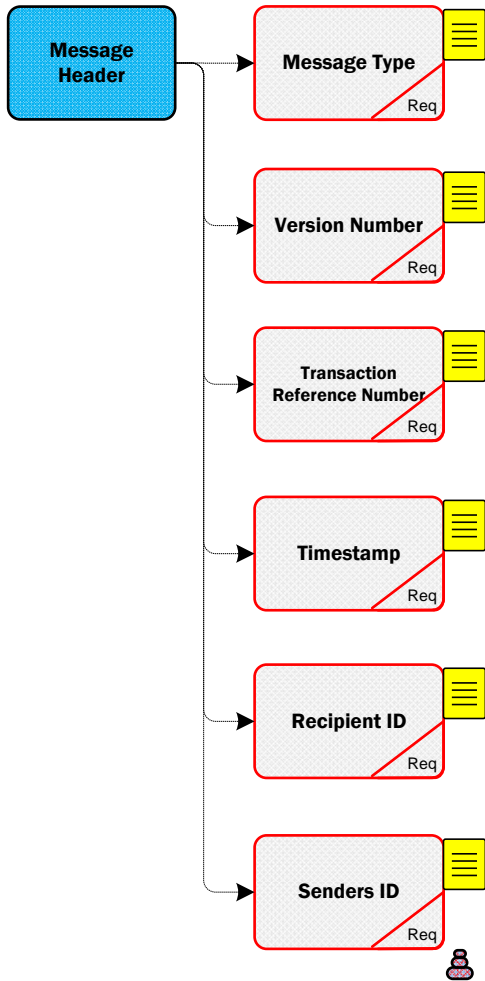 Message
Header
Message Type
Req
Version Number
Req
Transaction
Reference Number
Req
Timestamp
Req
Recipient ID
Req
Senders ID
Req